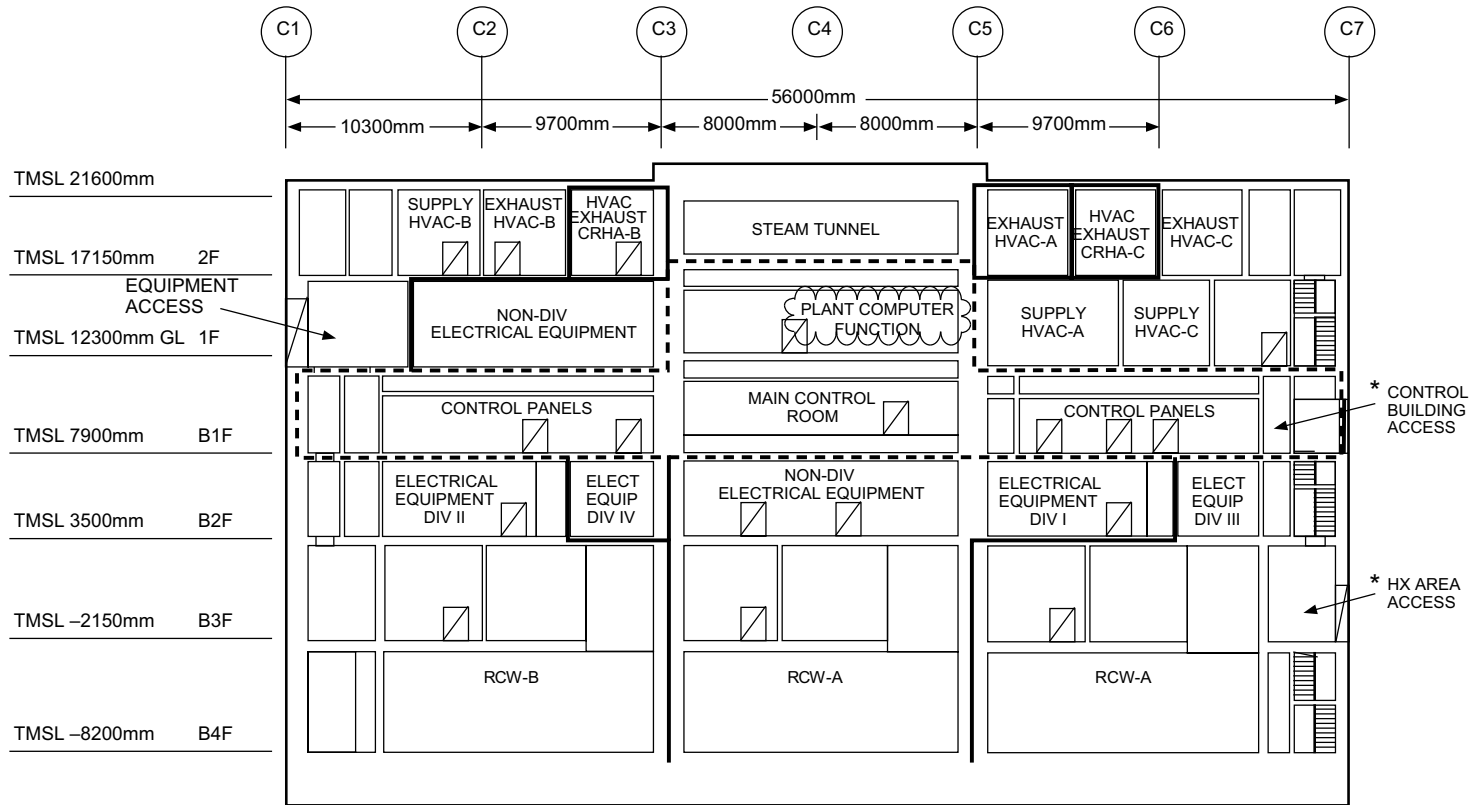 C1 C2 C3 C4 C5 C6 C7
56000mm
10300mm 9700mm 8000mm 8000mm 9700mm
TMSL 21600mm
SUPPLY
HVAC-B
EXHAUST
HVAC-B
HVAC
EXHAUST
CRHA-B
STEAM TUNNEL
EXHAUST
HVAC-A
HVAC
EXHAUST
CRHA-C
EXHAUST
HVAC-C
TMSL 17150mm 2F
EQUIPMENT
ACCESS
NON-DIV
ELECTRICAL EQUIPMENT
PLANT COMPUTER
FUNCTION
SUPPLY
HVAC-A
SUPPLY
HVAC-C
TMSL 12300mm GL 1F
CONTROL PANELS
MAIN CONTROL
ROOM
CONTROL PANELS
* CONTROL
BUILDING
ACCESS
TMSL 7900mm B1F
ELECTRICAL
EQUIPMENT
DIV II
ELECT
EQUIP
DIV IV
NON-DIV
ELECTRICAL EQUIPMENT
ELECTRICAL
EQUIPMENT
DIV I
ELECT
EQUIP
DIV III
TMSL 3500mm B2F
* HX AREA
ACCESS
TMSL –2150mm B3F
RCW-B
RCW-A
RCW-A
TMSL –8200mm B4F